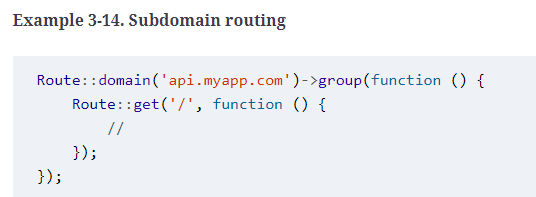 Example 3-14. Subdomain routing
Route::domain('api.myapp.com')->group(function () {
    Route::get('/', function () {
        //
    });
});